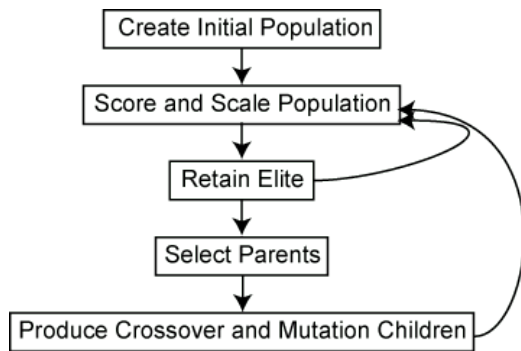 Create Initial Population
Score and Scale Population
Retain Elite
Select Parents
Produce Crossover and Mutation Children